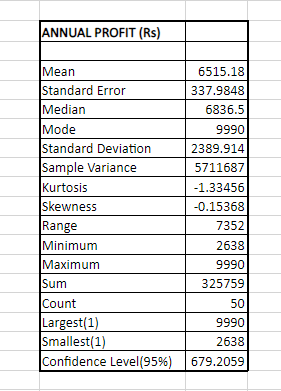 ANNUAL PROFIT (Rs)
Mean 6515.18
Standard Error 337.9848
Median 6836.5
Mode 9990
Standard Deviation 2389.914
Sample Variance 5711687
Kurtosis -1.33456
Skewness -0.15368
Range 7352
Minimum 2638
Maximum 9990
Sum 325759
Count 50
Largest(1) 9990
Smallest(1) 2638
Confidence Level(95%) 679.2059